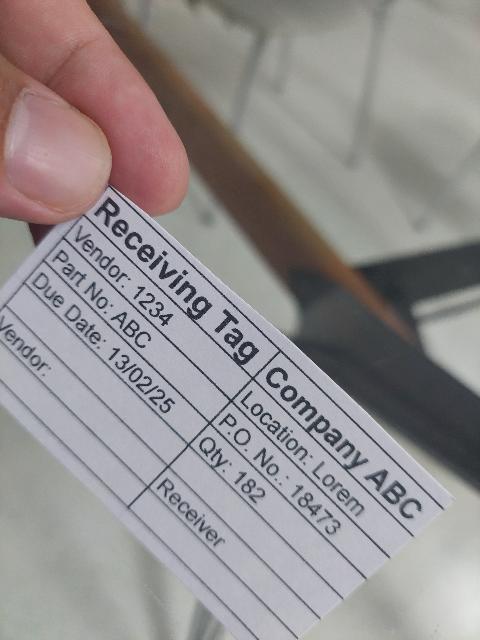 Receiving Tag Company ABC
Vendor: 1234 Location: Lorem
Part No: ABC P.O. No.: 18473
Due Date: 13/02/25 Qty: 182
Vendor: Receiver